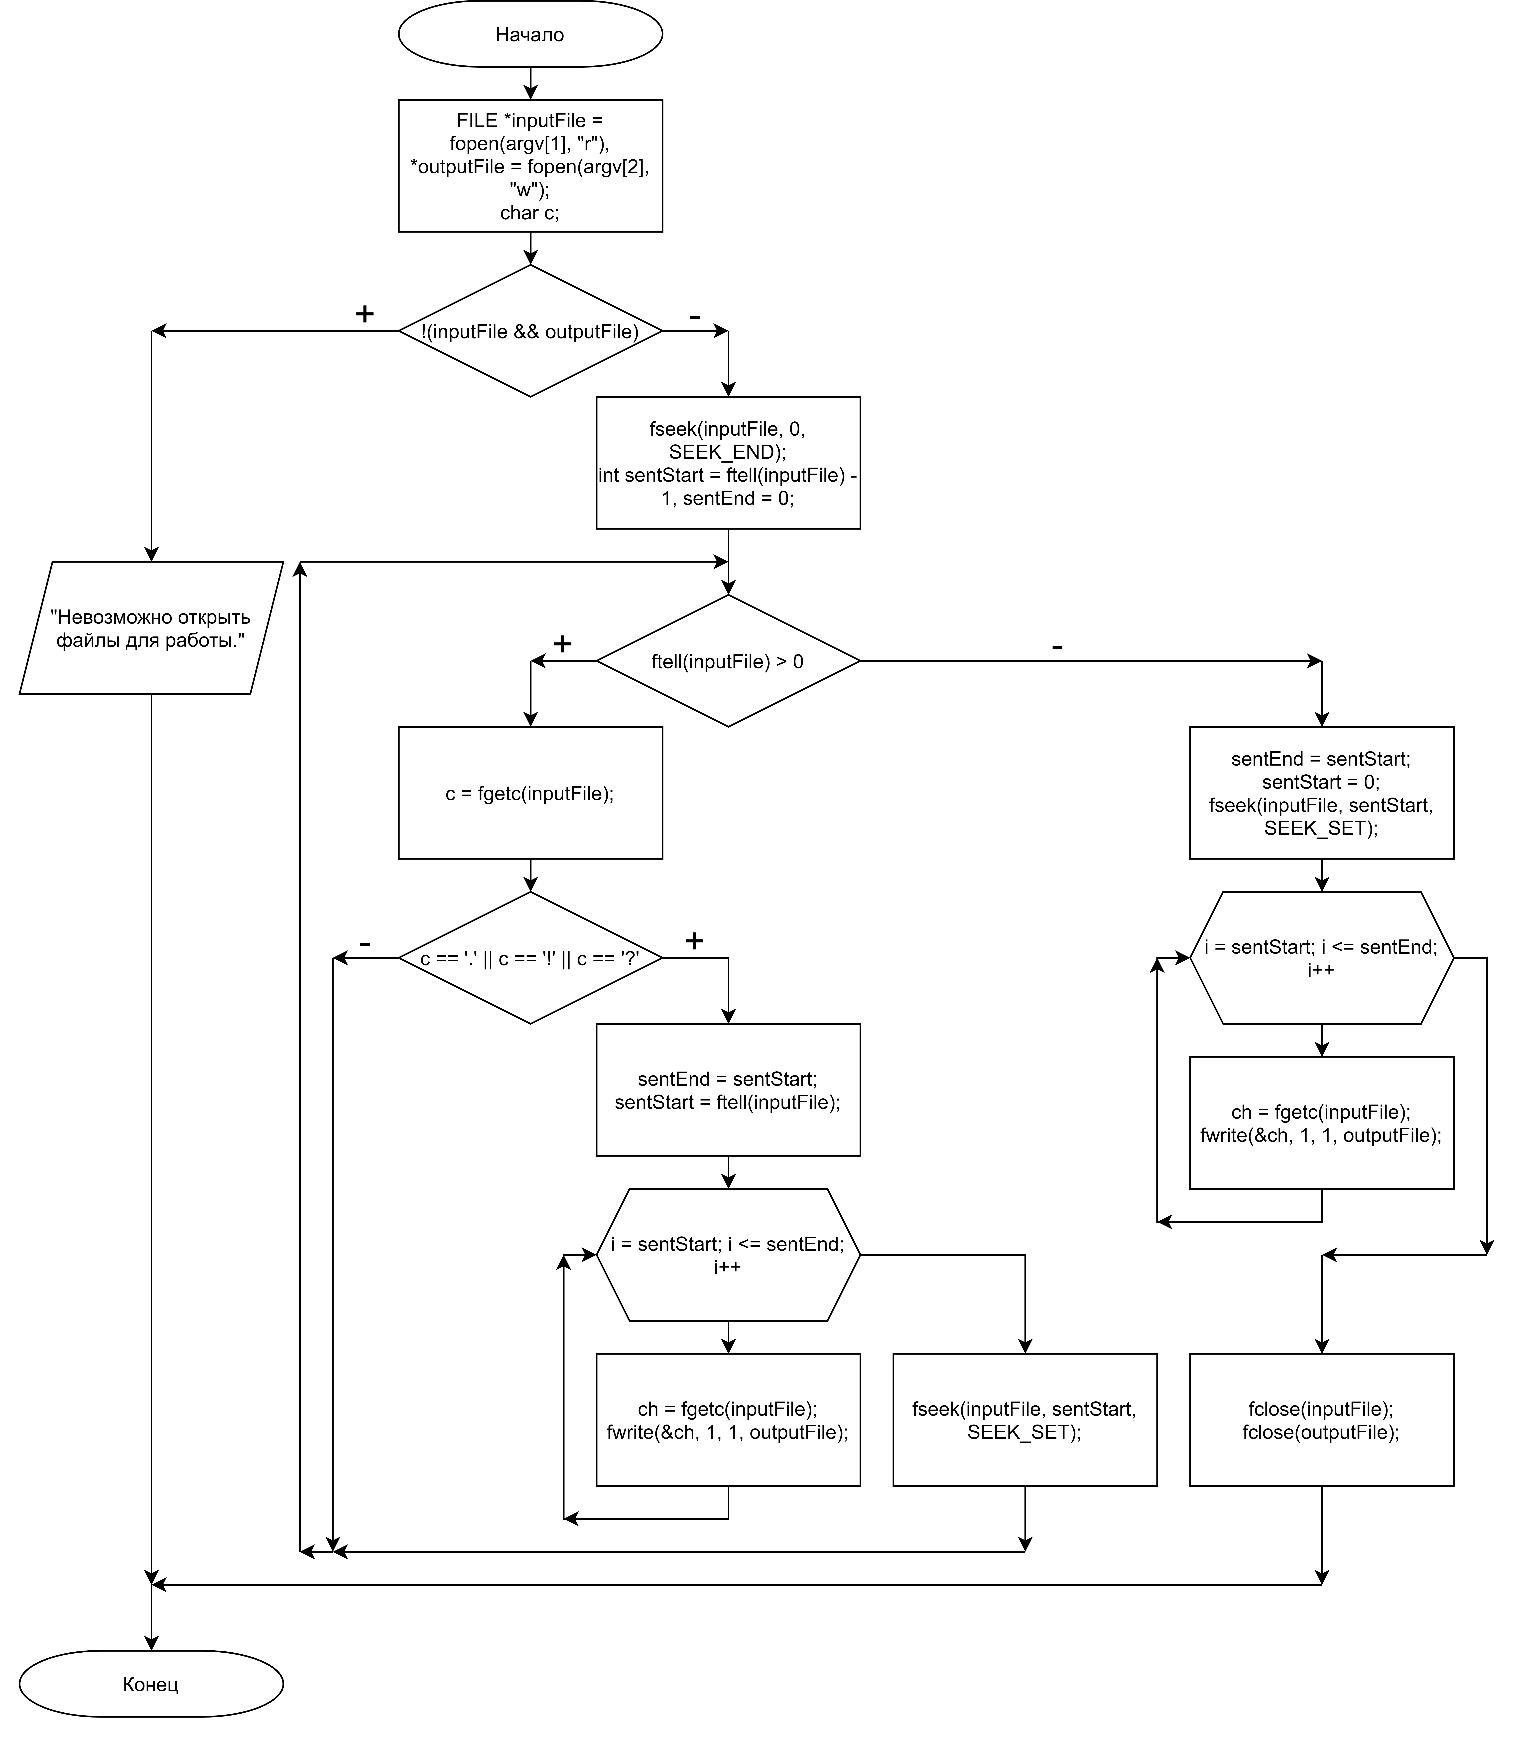 Начало
FILE *inputFile =
fopen(argv[1], "r"),
*outputFile = fopen(argv[2],
"w");
char c;
+
!(inputFile && outputFile)
-
fseek(inputFile, 0,
SEEK_END);
int sentStart = ftell(inputFile) -
1, sentEnd = 0;
"Невозможно открыть
файлы для работы."
+
ftell(inputFile) > 0
-
c = fgetc(inputFile);
sentEnd = sentStart;
sentStart = 0;
fseek(inputFile, sentStart,
SEEK_SET);
-
c == '.' || c == '!' || c == '?'
+
i = sentStart; i <= sentEnd;
i++
sentEnd = sentStart;
sentStart = ftell(inputFile);
ch = fgetc(inputFile);
fwrite(&ch, 1, 1, outputFile);
i = sentStart; i <= sentEnd;
i++
ch = fgetc(inputFile);
fwrite(&ch, 1, 1, outputFile);
fseek(inputFile, sentStart,
SEEK_SET);
fclose(inputFile);
fclose(outputFile);
Конец